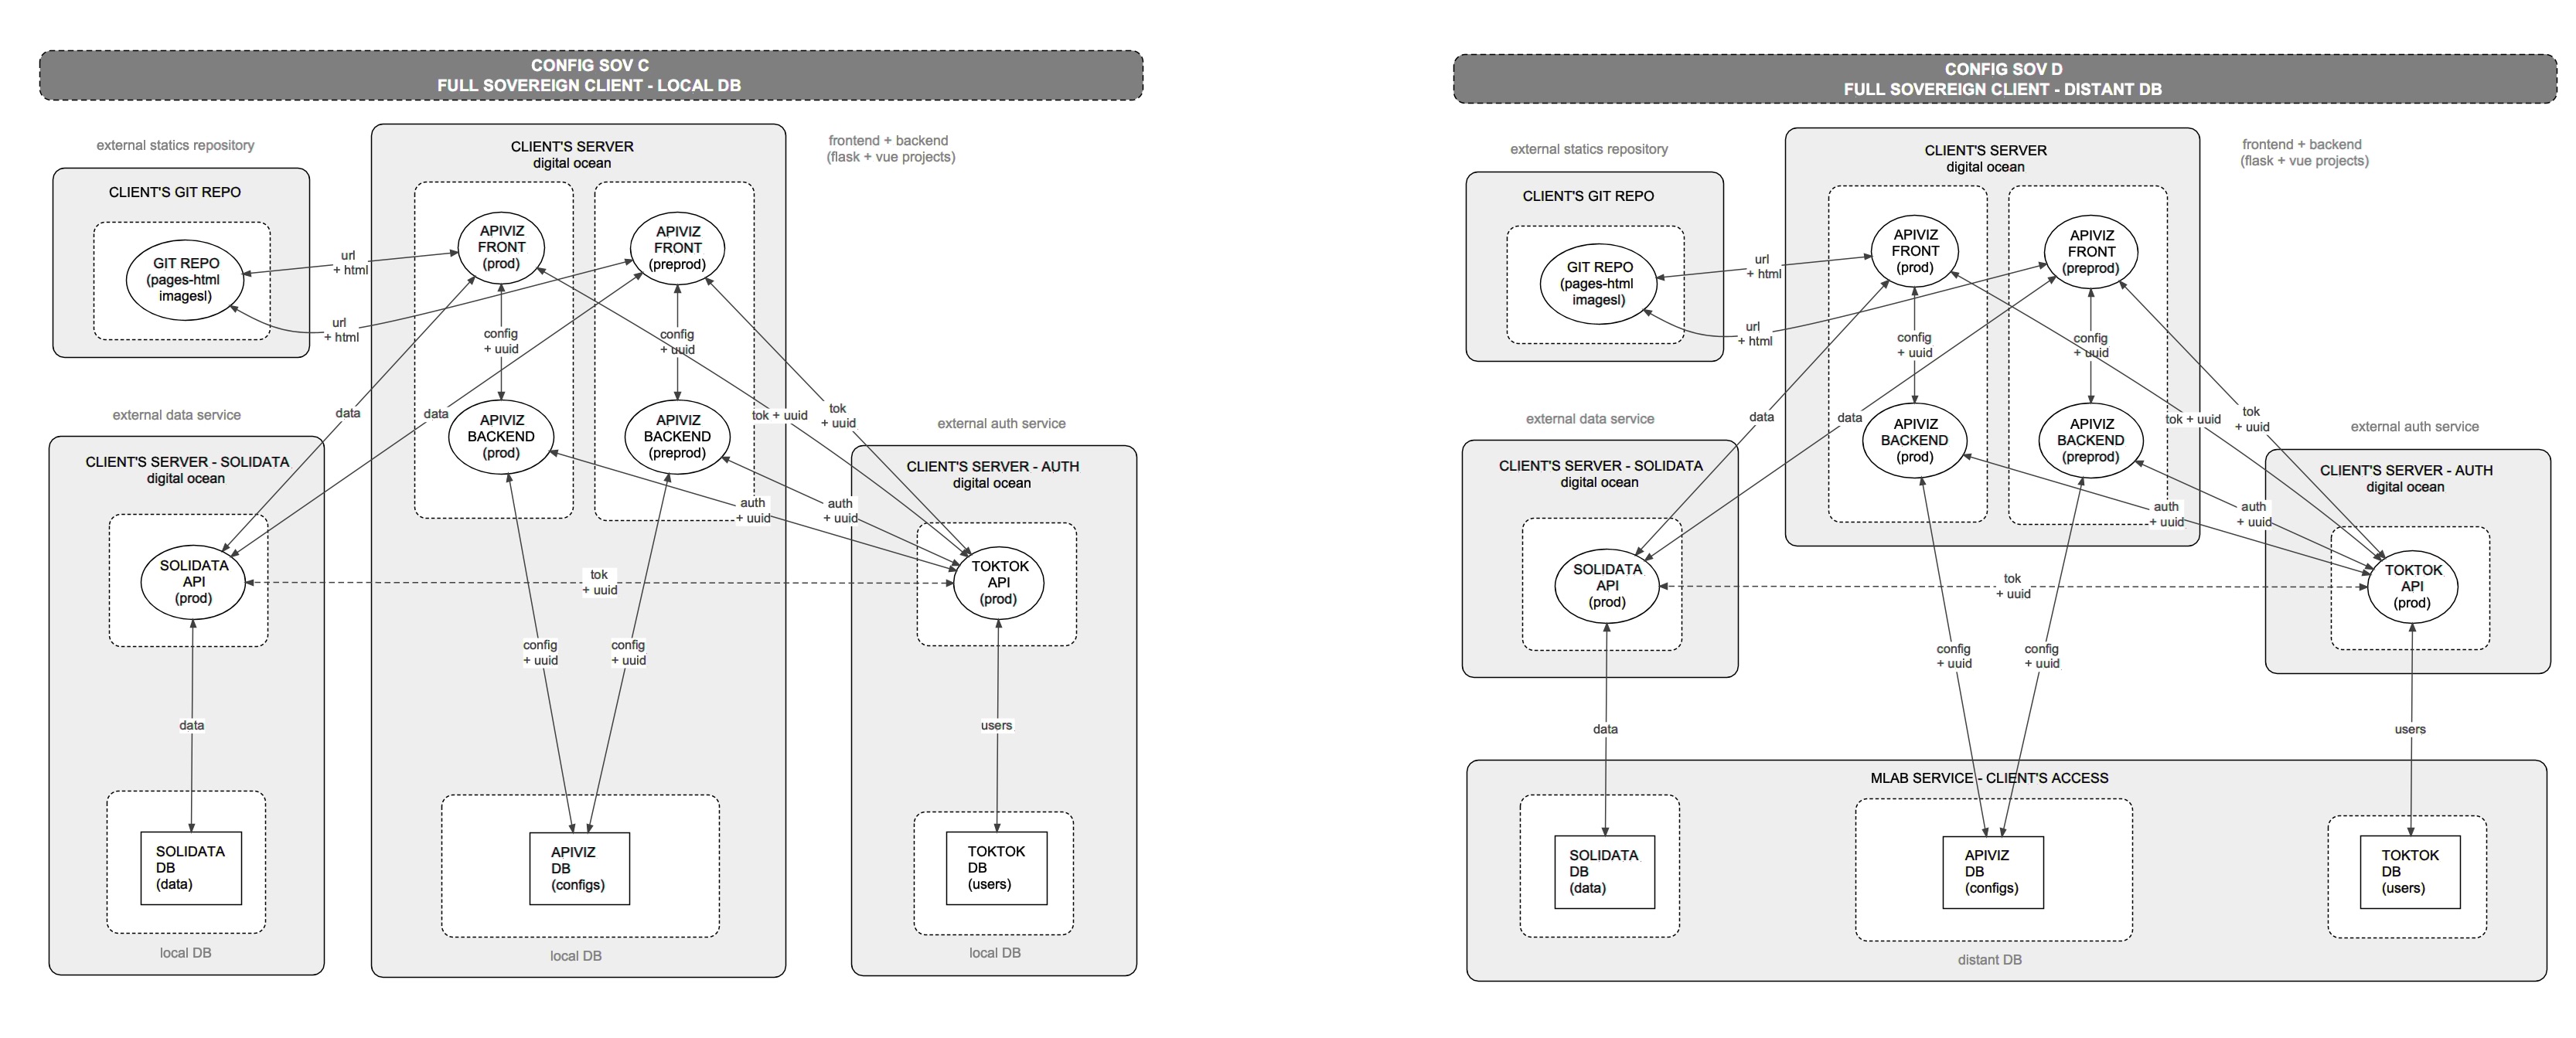 CONFIG SOV C
FULL SOVEREIGN CLIENT - LOCAL DB
external statics repository
CLIENT'S GIT REPO
GIT REPO
(pages-html
imagesl)
url
+ html
url
+ html
CLIENT'S SERVER
digital ocean
frontend + backend
(flask + vue projects)
APIVIZ
FRONT
(prod)
APIVIZ
FRONT
(preprod)
config
+ uuid
config
+ uuid
data
data
tok + uuid
tok
+ uuid
APIVIZ
BACKEND
(prod)
APIVIZ
BACKEND
(preprod)
auth
+ uuid
auth
+ uuid
external data service
CLIENT'S SERVER - SOLIDATA
digital ocean
SOLIDATA
API
(prod)
tok
+ uuid
external auth service
CLIENT'S SERVER - AUTH
digital ocean
TOKTOK
API
(prod)
data
config
+ uuid
config
+ uuid
users
SOLIDATA
DB
(data)
local DB
APIVIZ
DB
(configs)
local DB
TOKTOK
DB
(users)
local DB
CONFIG SOV D
FULL SOVEREIGN CLIENT - DISTANT DB
external statics repository
CLIENT'S GIT REPO
GIT REPO
(pages-html
imagesl)
url
+ html
url
+ html
CLIENT'S SERVER
digital ocean
frontend + backend
(flask + vue projects)
APIVIZ
FRONT
(prod)
APIVIZ
FRONT
(preprod)
config
+ uuid
config
+ uuid
data
data
tok + uuid
tok
+ uuid
APIVIZ
BACKEND
(prod)
APIVIZ
BACKEND
(preprod)
auth
+ uuid
auth
+ uuid
external data service
CLIENT'S SERVER - SOLIDATA
digital ocean
SOLIDATA
API
(prod)
tok
+ uuid
external auth service
CLIENT'S SERVER - AUTH
digital ocean
TOKTOK
API
(prod)
data
config
+ uuid
config
+ uuid
users
MLAB SERVICE - CLIENT'S ACCESS
SOLIDATA
DB
(data)
APIVIZ
DB
(configs)
TOKTOK
DB
(users)
distant DB